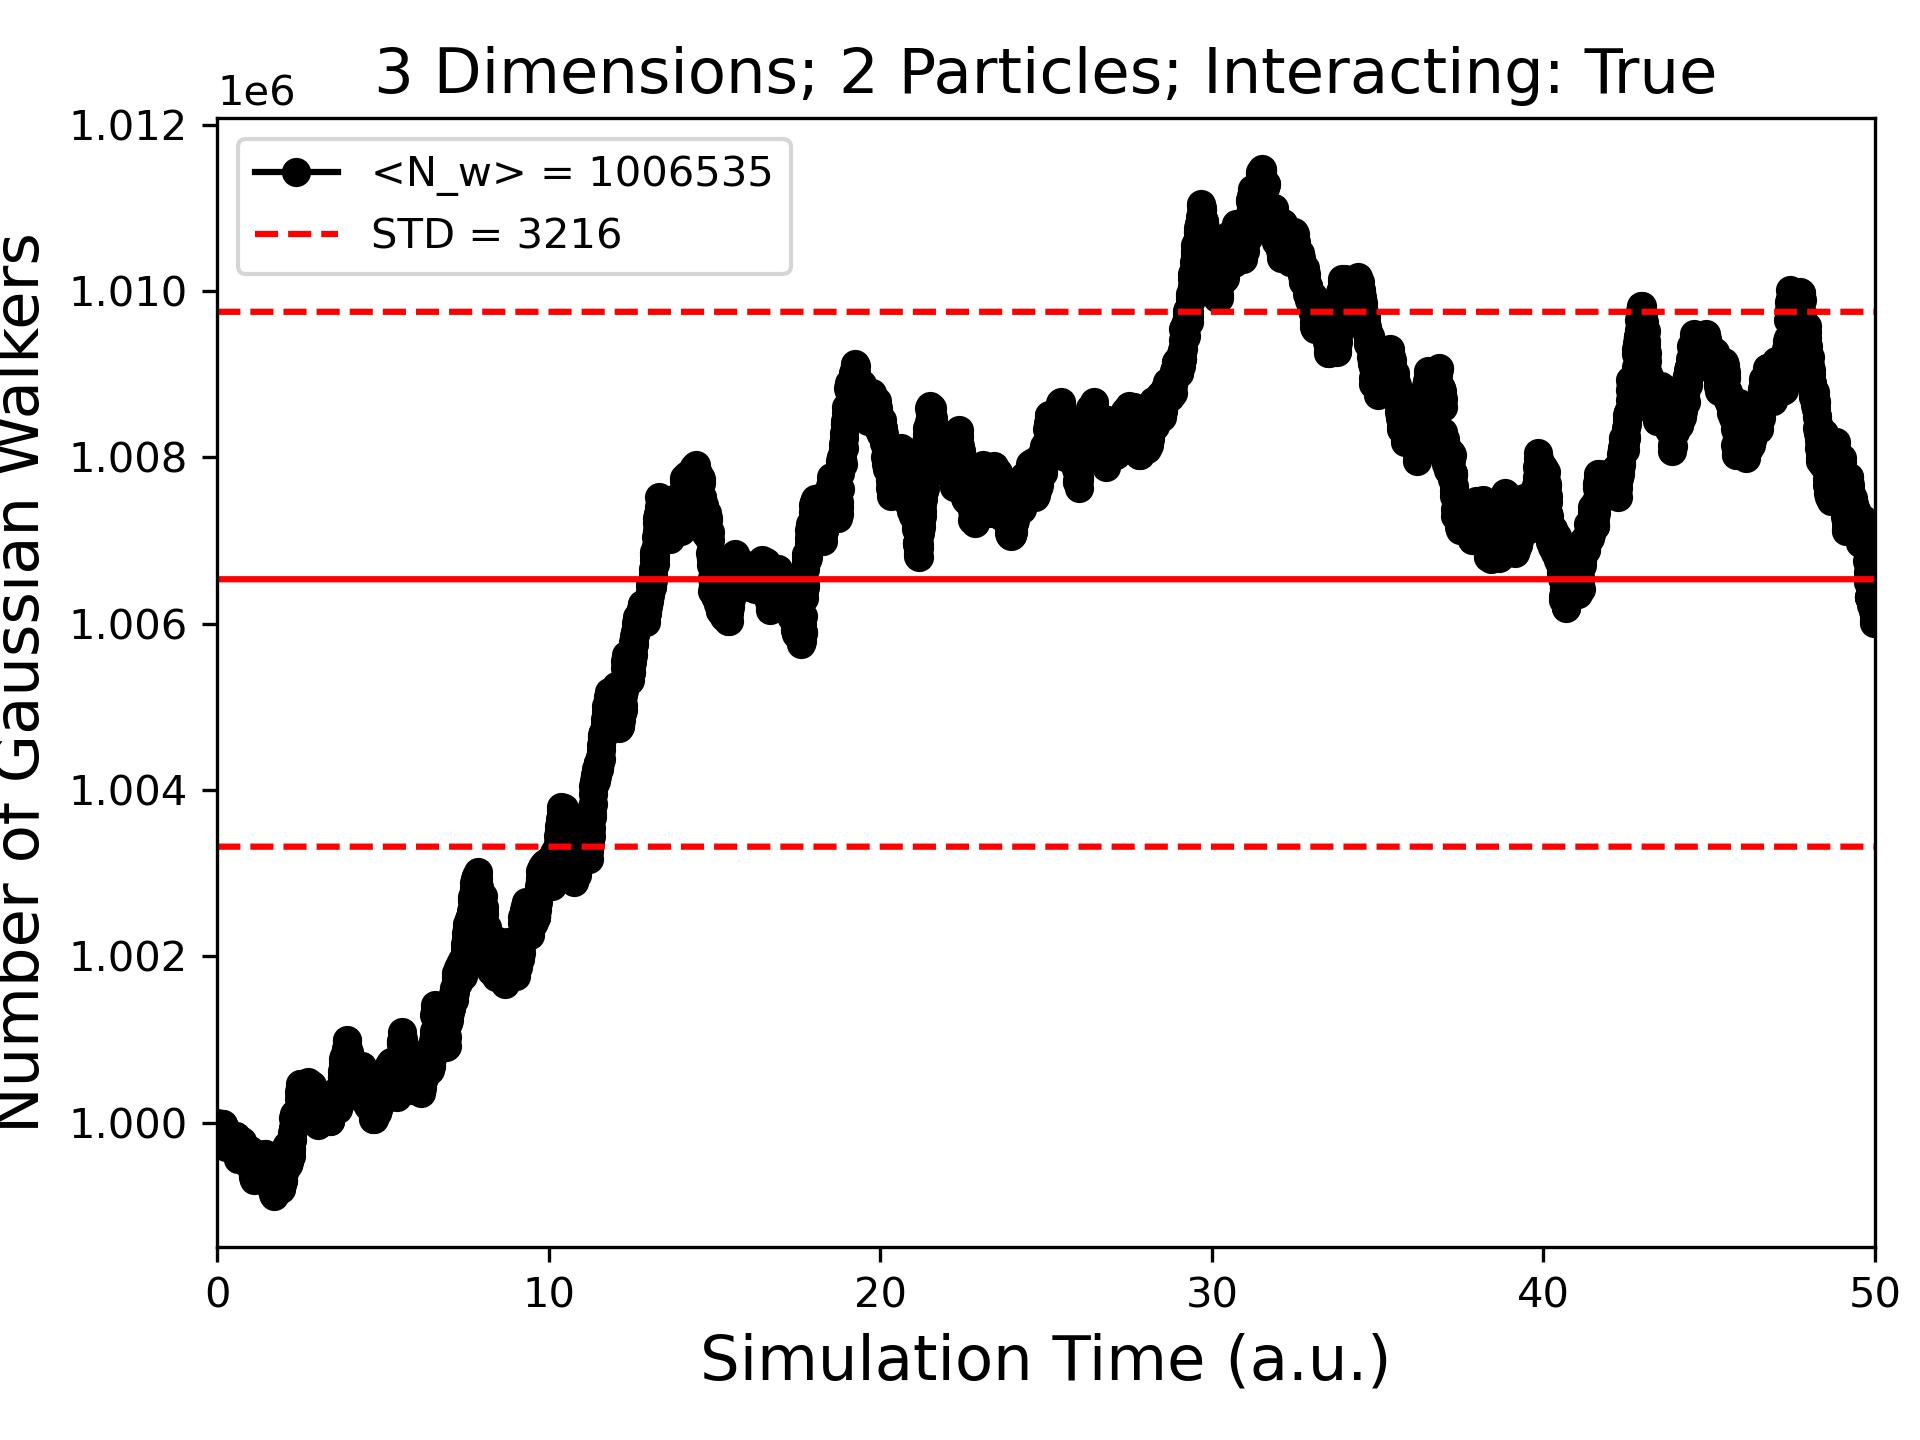 3 Dimensions; 2 Particles; Interacting: True
1e6
<N_w> = 1006535
STD = 3216
Number of Gaussian Walkers
1.012
1.010
1.008
1.006
1.004
1.002
1.000
0 10 20 30 40 50
Simulation Time (a.u.)